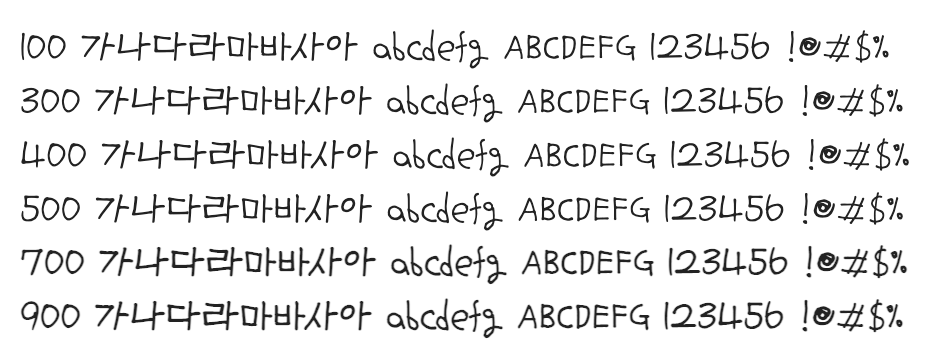 100 가나다라마바사아 abcdefg ABCDEFG 123456 !@#$%
300 가나다라마바사아 abcdefg ABCDEFG 123456 !@#$%
400 가나다라마바사아 abcdefg ABCDEFG 123456 !@#$%
500 가나다라마바사아 abcdefg ABCDEFG 123456 !@#$%
700 가나다라마바사아 abcdefg ABCDEFG 123456 !@#$%
900 가나다라마바사아 abcdefg ABCDEFG 123456 !@#$%